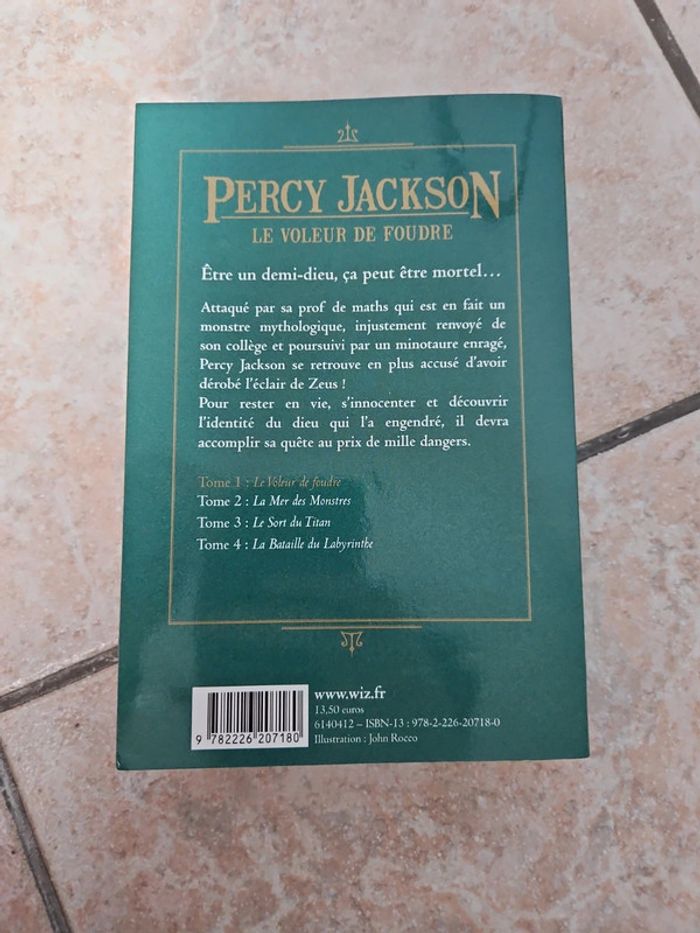 PERCY JACKSON
LE VOLEUR DE FOUDRE
Être un demi-dieu, ça peut être mortel…
Attaqué par sa prof de maths qui est en fait un
monstre mythologique, injustement renvoyé de
son collège et poursuivi par un minotaure enragé,
Percy Jackson se retrouve en plus accusé d'avoir
dérobé l'éclair de Zeus !
Pour rester en vie, s'innocenter et découvrir
l'identité du dieu qui l'a engendré, il devra
accomplir sa quête au prix de mille dangers.
Tome 1 : Le Voleur de foudre
Tome 2 : La Mer des Monstres
Tome 3 : Le Sort du Titan
Tome 4 : La Bataille du Labyrinthe
www.wiz.fr
13,50 euros
6140412 – ISBN-13 : 978-2-226-20718-0
Illustration : John Rocco
9 782226 207180